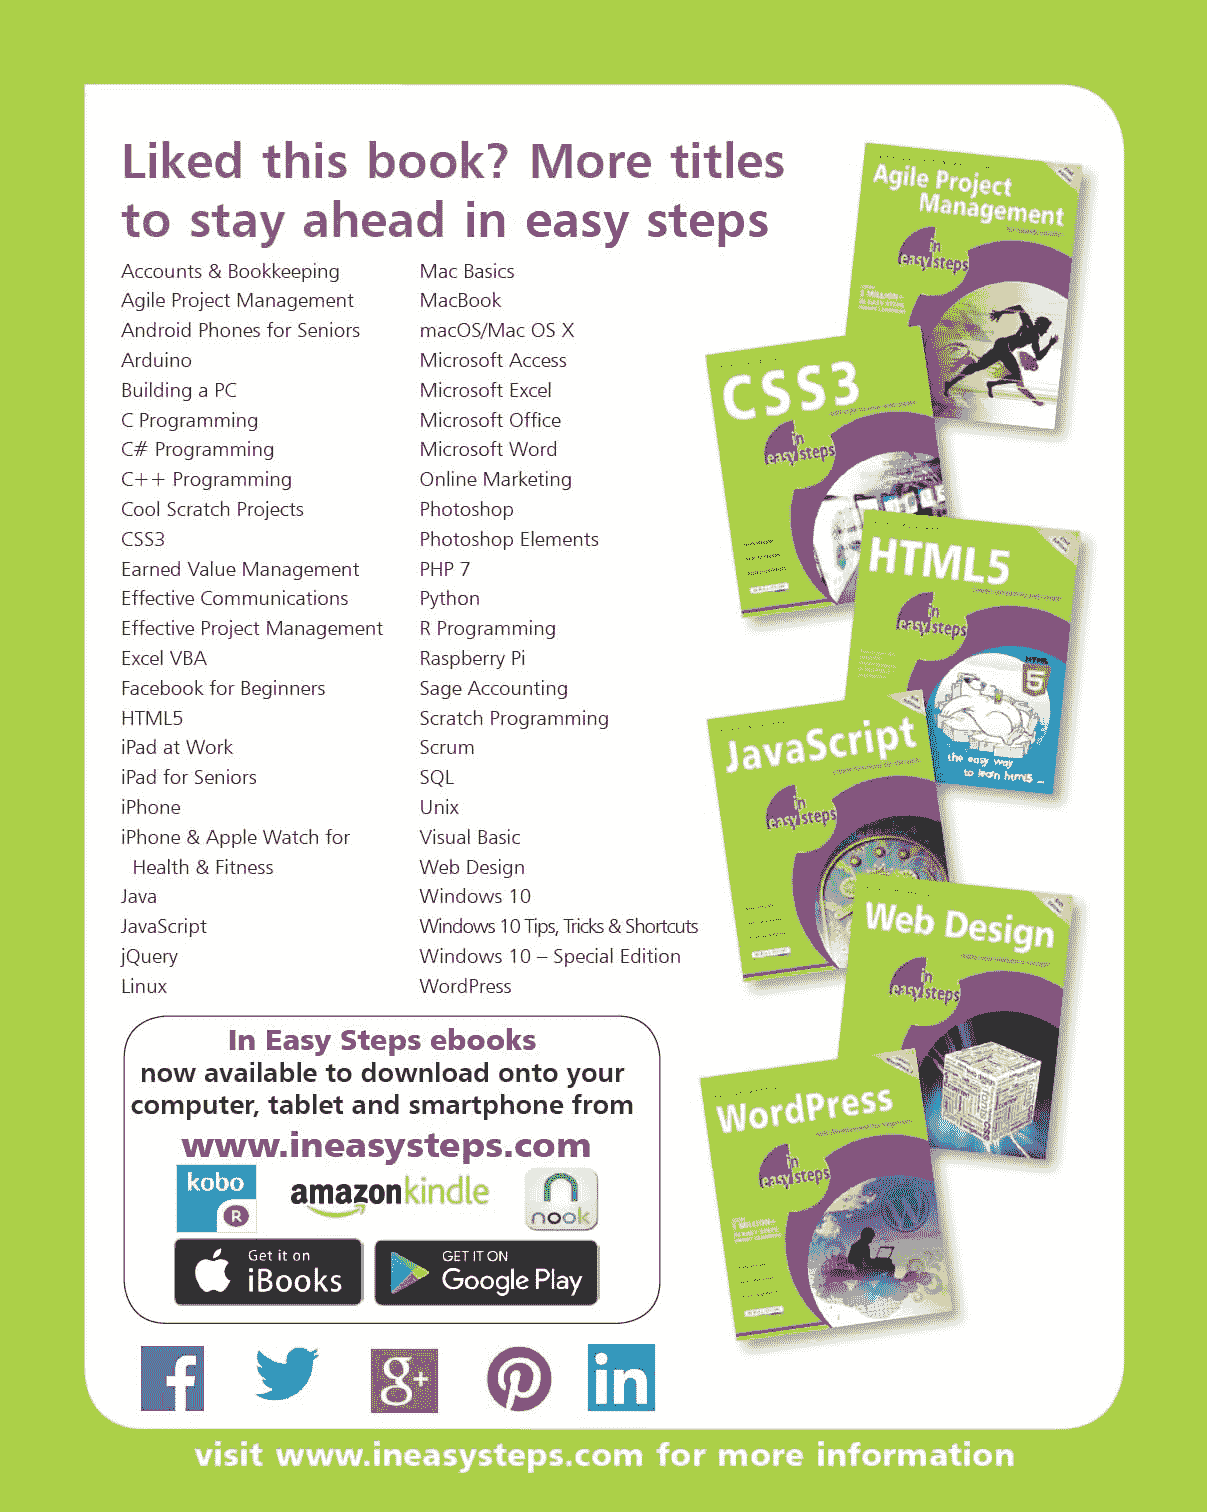 Liked this book? More titles
to stay ahead in easy steps
Accounts & Bookkeeping
Agile Project Management
Android Phones for Seniors
Arduino
Building a PC
C Programming
C# Programming
C++ Programming
Cool Scratch Projects
CSS3
Earned Value Management
Effective Communications
Effective Project Management
Excel VBA
Facebook for Beginners
HTML5
iPad at Work
iPad for Seniors
iPhone
iPhone & Apple Watch for
Health & Fitness
Java
JavaScript
jQuery
Linux
Mac Basics
MacBook
macOS/Mac OS X
Microsoft Access
Microsoft Excel
Microsoft Office
Microsoft Word
Online Marketing
Photoshop
Photoshop Elements
PHP 7
Python
R Programming
Raspberry Pi
Sage Accounting
Scratch Programming
Scrum
SQL
Unix
Visual Basic
Web Design
Windows 10
Windows 10 Tips, Tricks & Shortcuts
Windows 10 – Special Edition
WordPress
Agile Project
Management
in
easy steps
CSS3
in
easy steps
HTML5
in
easy steps
HTML
5
the easy way
to learn html5
JavaScript
in
easy steps
Web Design
in
easy steps
WordPress
in
easy steps
In Easy Steps ebooks
now available to download onto your
computer, tablet and smartphone from
www.ineasysteps.com
kobo
R
amazonkindle
n
nook
Get it on
iBooks
GET IT ON
Google Play
f
g+
in
visit www.ineasysteps.com for more information